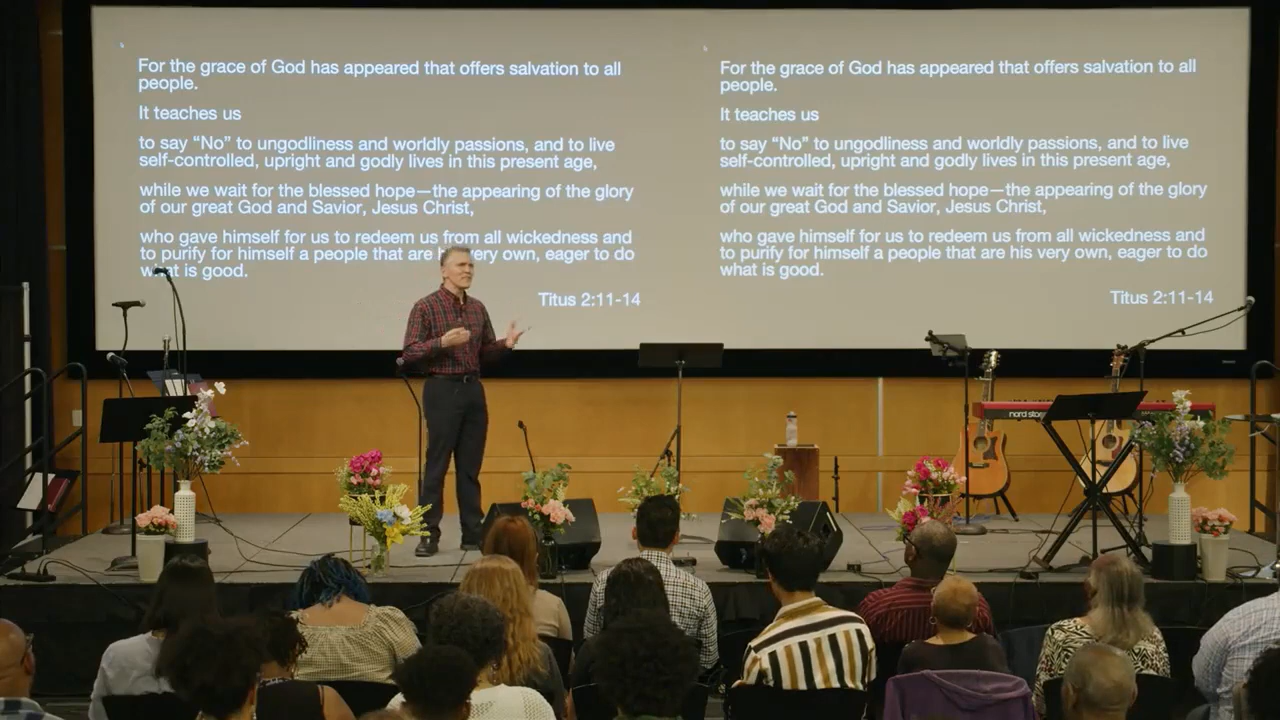 For the grace of God has appeared that offers salvation to all
people.
It teaches us
to say “No” to ungodliness and worldly passions, and to live
self-controlled, upright and godly lives in this present age,
while we wait for the blessed hope—the appearing of the glory
of our great God and Savior, Jesus Christ,
who gave himself for us to redeem us from all wickedness and
to purify for himself a people that are very own, eager to do
what is good.
Titus 2:11-14
For the grace of God has appeared that offers salvation to all
people.
It teaches us
to say “No” to ungodliness and worldly passions, and to live
self-controlled, upright and godly lives in this present age,
while we wait for the blessed hope—the appearing of the glory
of our great God and Savior, Jesus Christ,
who gave himself for us to redeem us from all wickedness and
to purify for himself a people that are his very own, eager to do
what is good.
Titus 2:11-14
nord